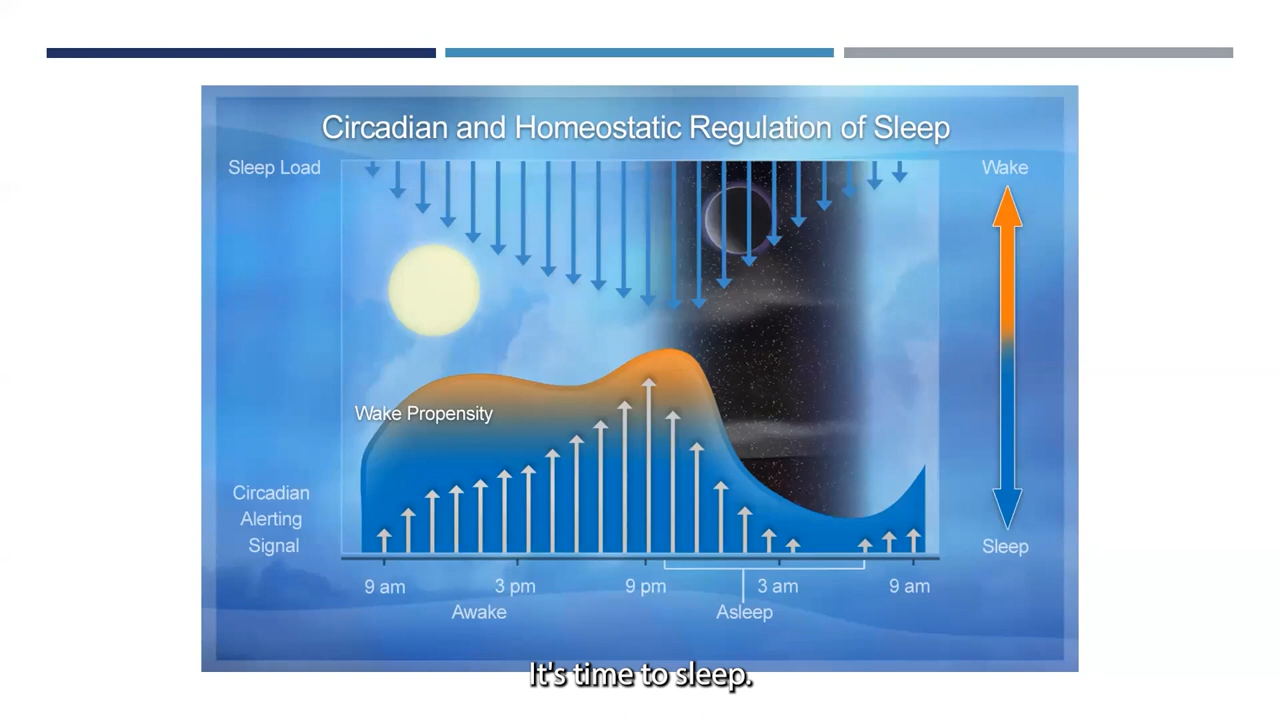 Circadian and Homeostatic Regulation of Sleep
Sleep Load
Wake
Wake Propensity
Circadian
Alerting
Signal
Sleep
9 am
3 pm
9 pm
3 am
9 am
Awake
Asleep
It's time to sleep.